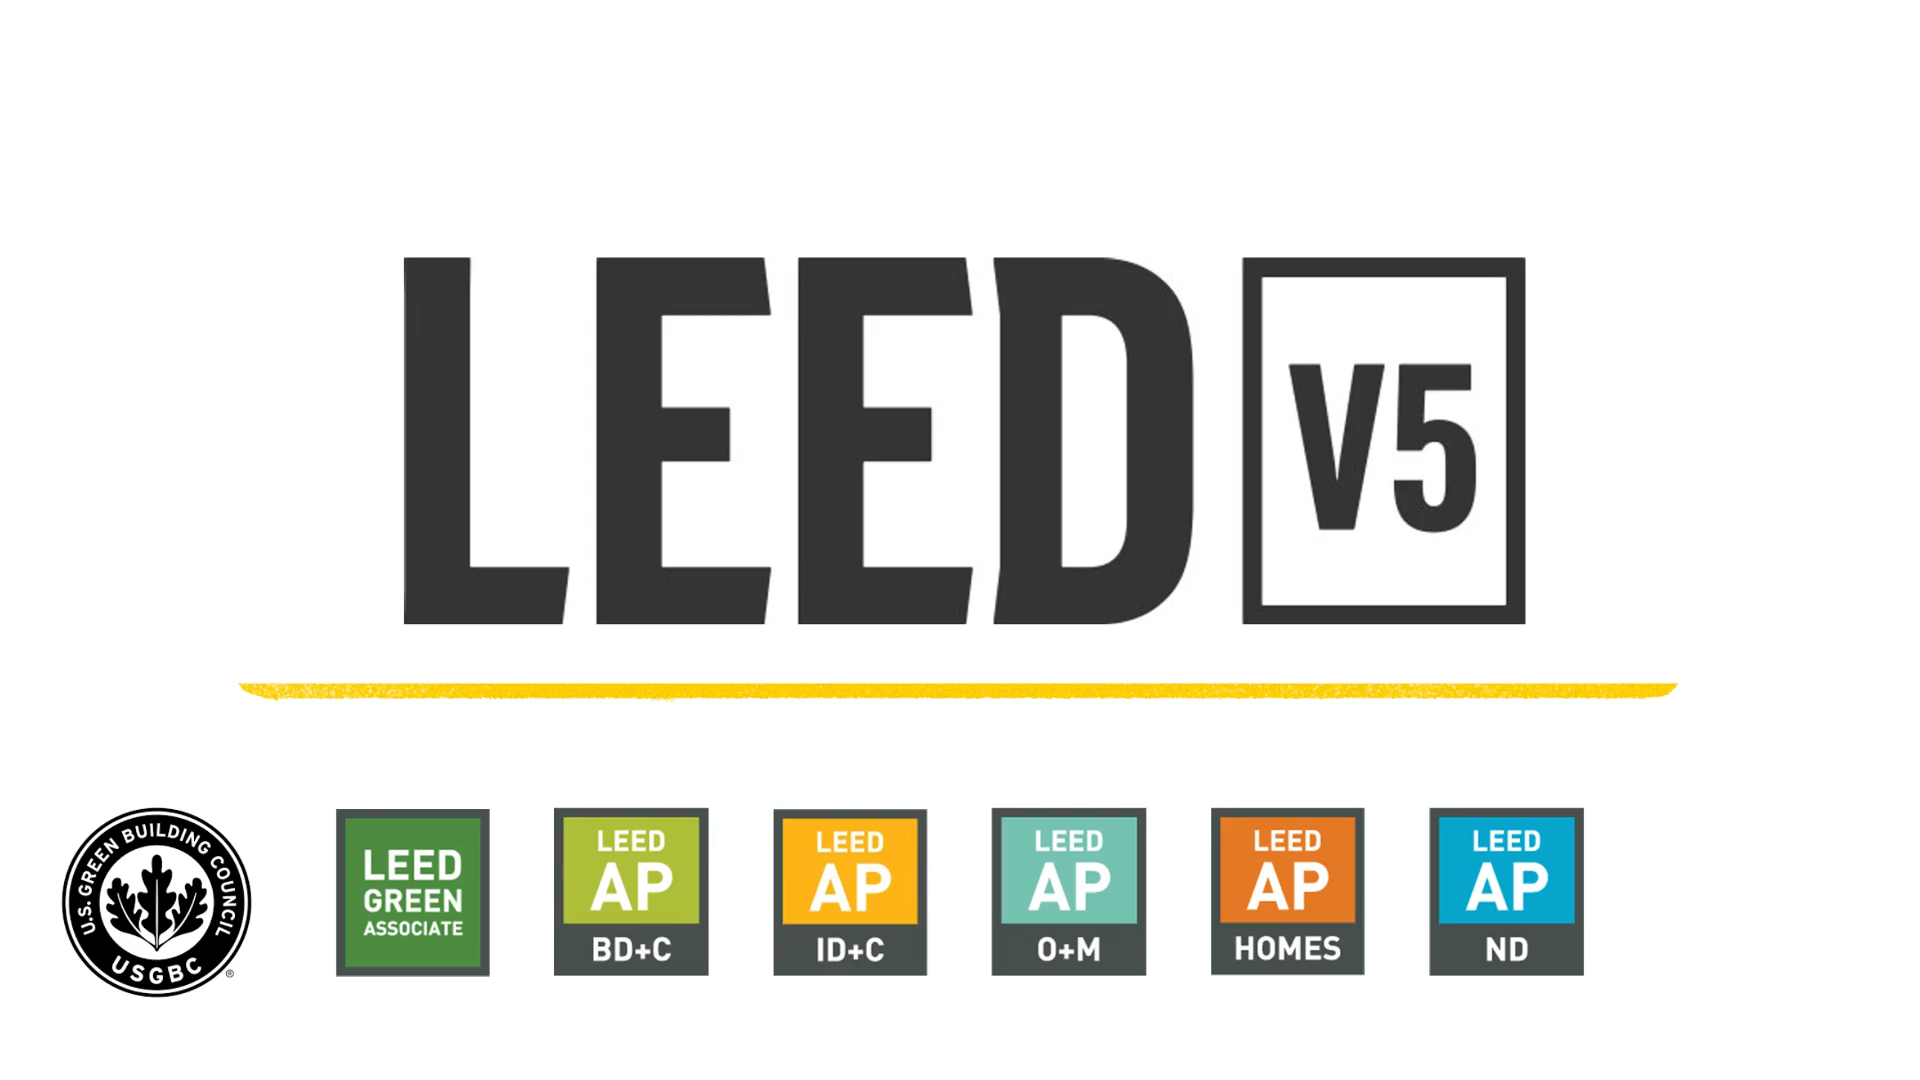 LEED V5
U.S. GREEN BUILDING COUNCIL
USGBC ®
LEED
GREEN
ASSOCIATE
LEED
AP
BD+C
LEED
AP
ID+C
LEED
AP
O+M
LEED
AP
HOMES
LEED
AP
ND